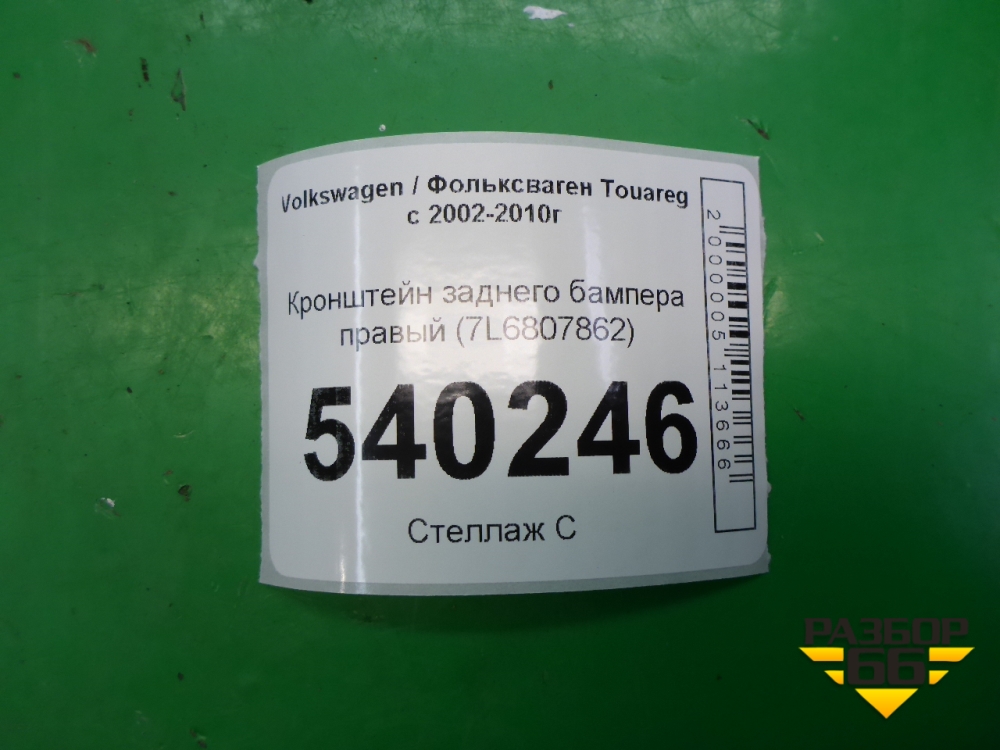 Volkswagen / Фольксваген Touareg
с 2002-2010г
Кронштейн заднего бампера
правый (7L6807862)
540246
Стеллаж С
2000005113666
РАЗБОР
66